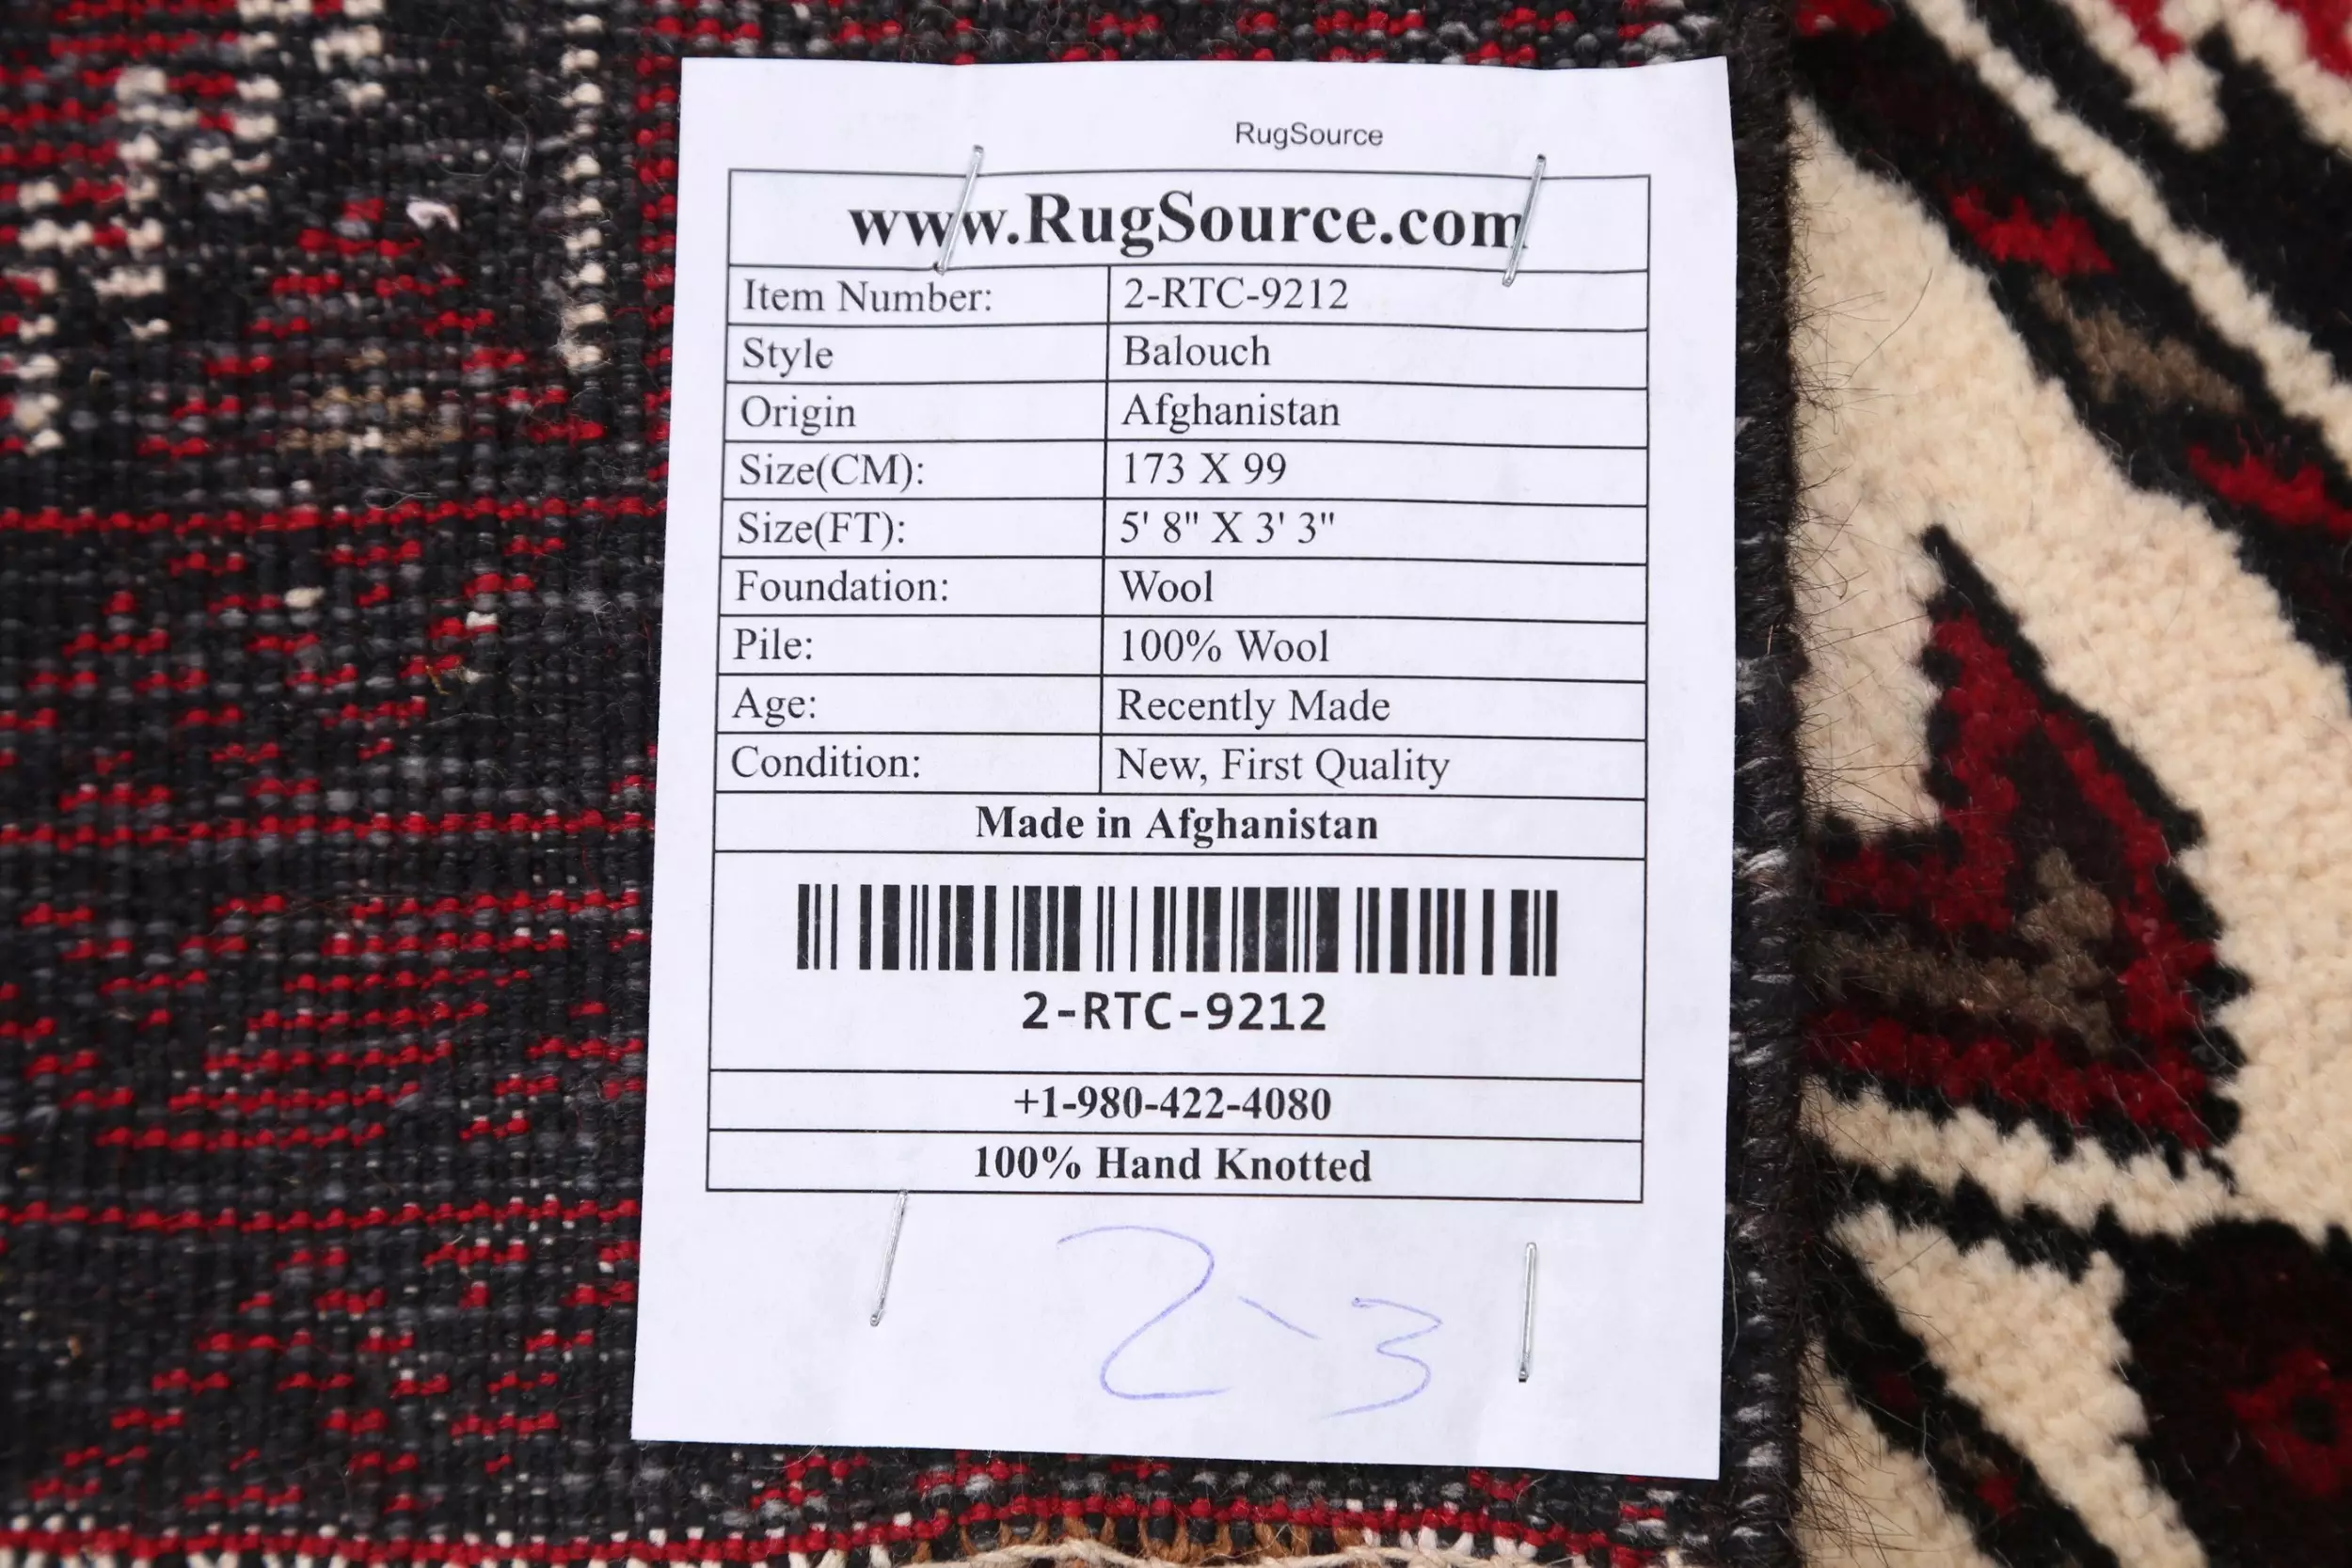 RugSource
www.RugSource.com
Item Number: 2-RTC-9212
Style Balouch
Origin Afghanistan
Size(CM): 173 X 99
Size(FT): 5' 8" X 3' 3"
Foundation: Wool
Pile: 100% Wool
Age: Recently Made
Condition: New, First Quality
Made in Afghanistan
2-RTC-9212
+1-980-422-4080
100% Hand Knotted
2-3